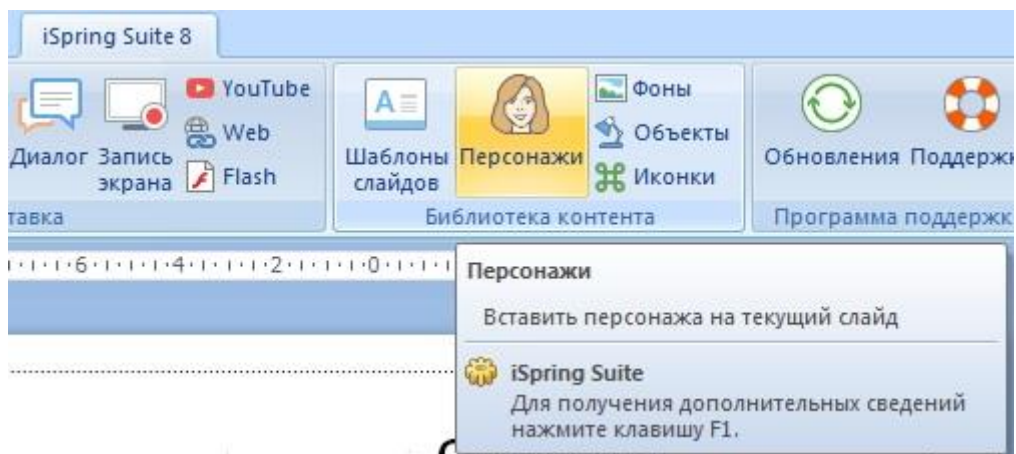 iSpring Suite 8
Диалог
Запись
экрана
YouTube
Web
Flash
Шаблоны
слайдов
Персонажи
Фоны
Объекты
Иконки
Обновления
Поддержк
тавка
Библиотека контента
Программа поддержк
6 4 2 0
Персонажи
Вставить персонажа на текущий слайд
iSpring Suite
Для получения дополнительных сведений
нажмите клавишу F1.